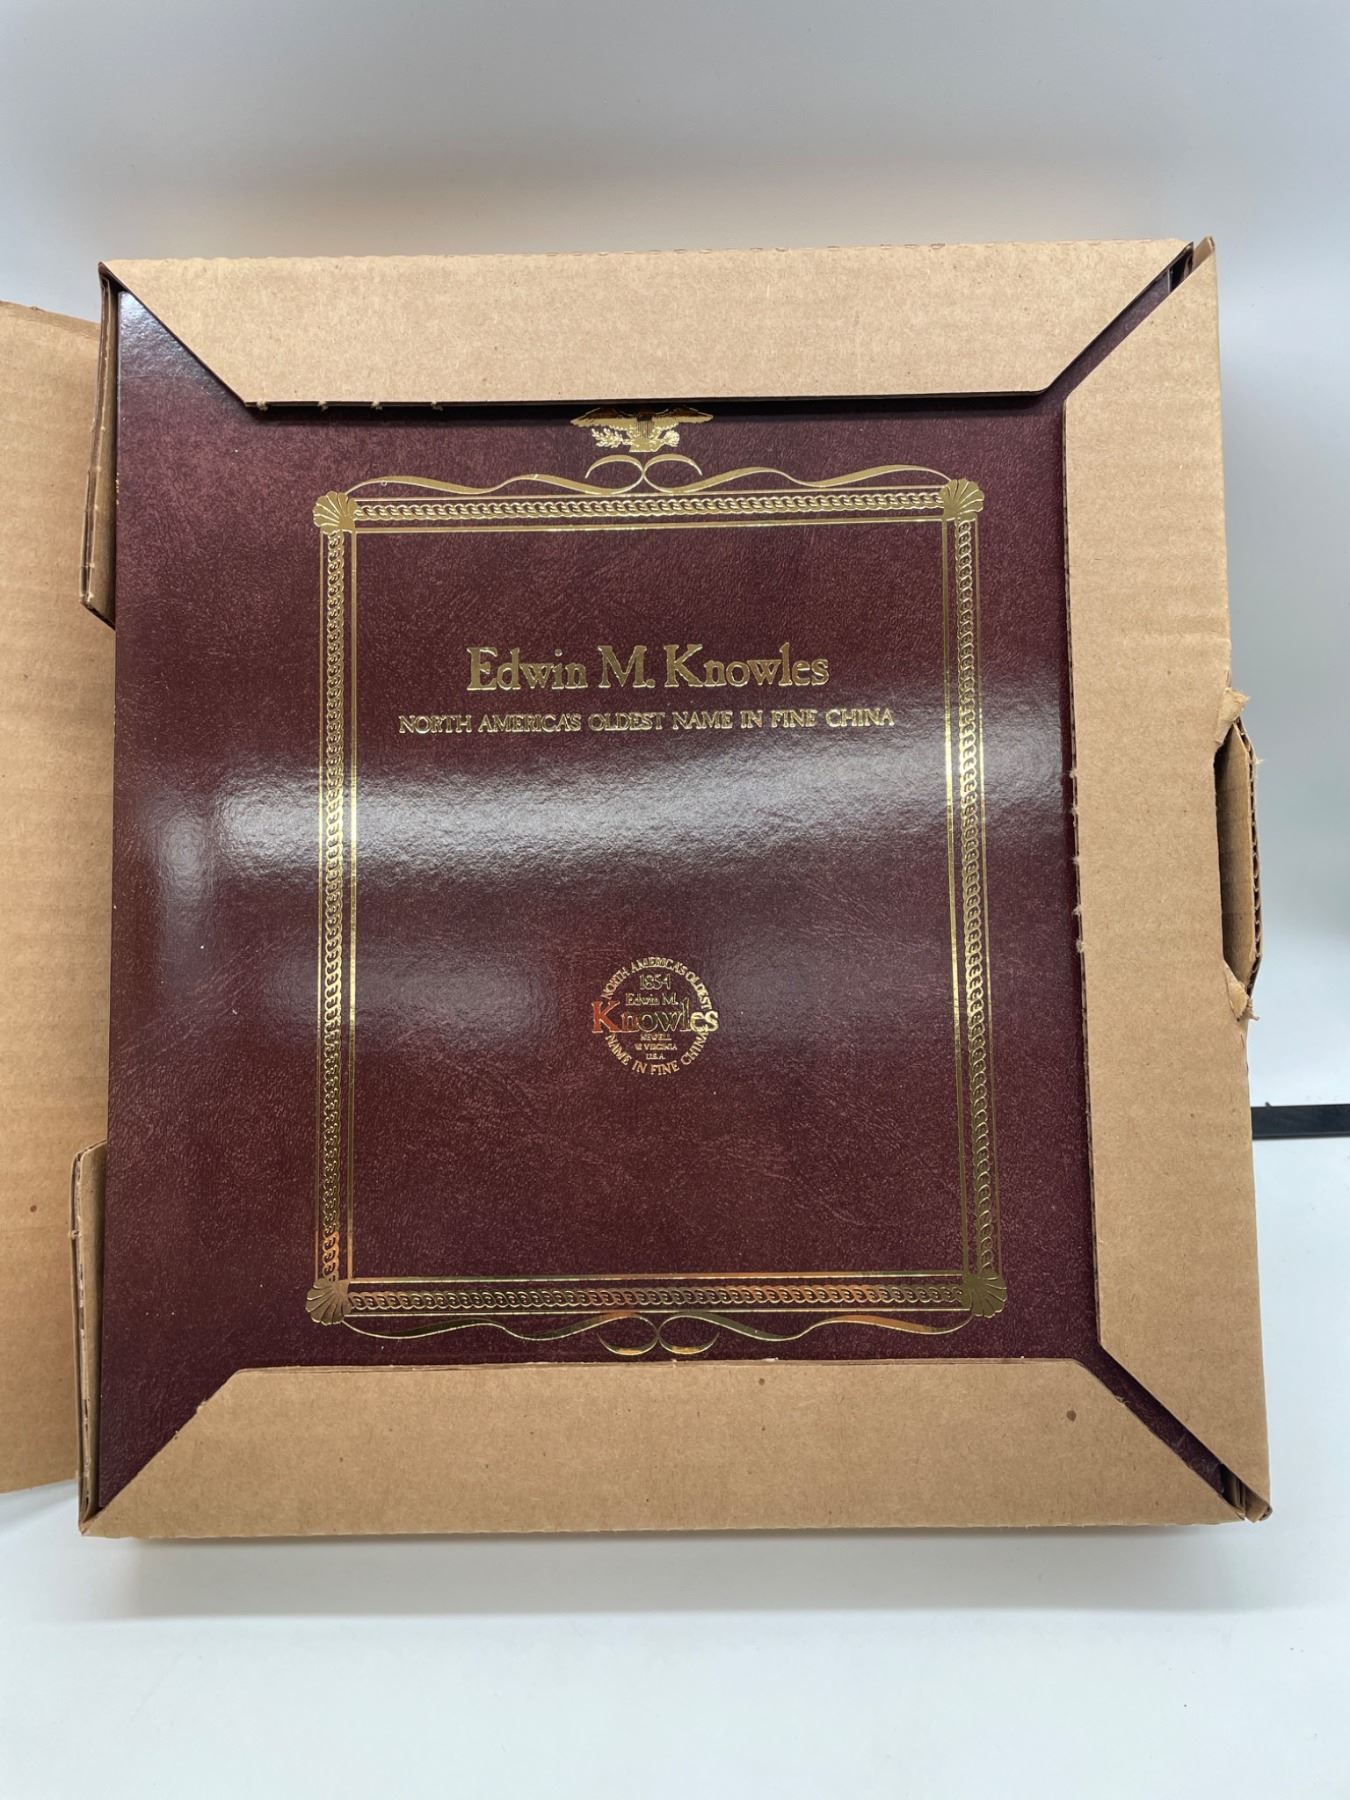 Edwin M. Knowles
NORTH AMERICA'S OLDEST NAME IN FINE CHINA
NORTH AMERICA'S OLDEST
1854
Edwin M.
Knowles
NEWELL
W VIRGINIA
U.S.A.
NAME IN FINE CHINA